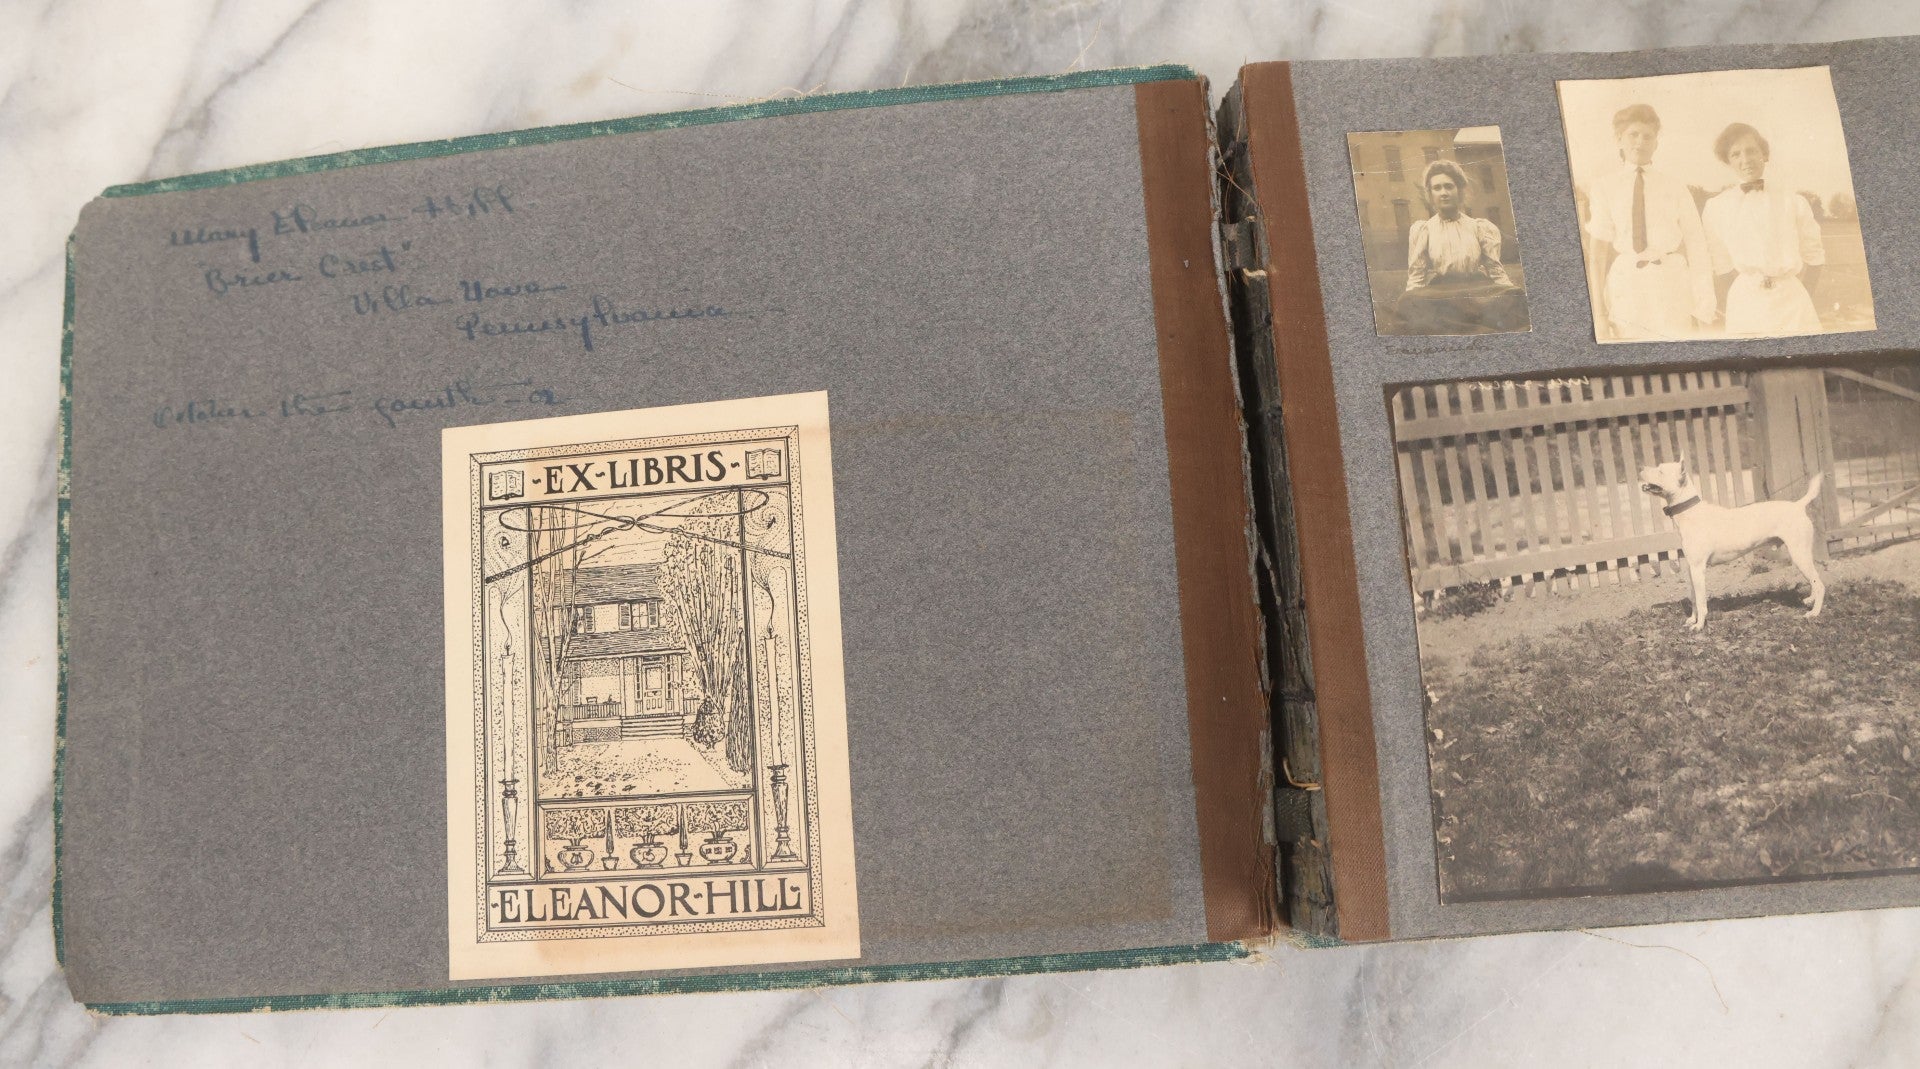 Mary Eleanor Hill
"Brier Crest"
Villa Nova
Pennsylvania
October the fourth - 02
·EX-LIBRIS·
·ELEANOR·HILL·